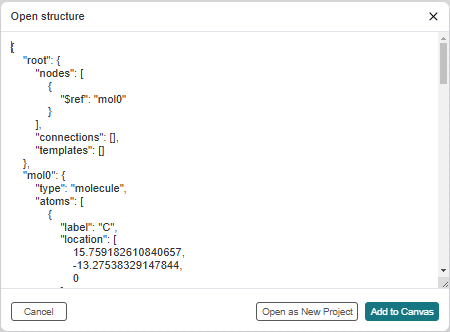 Open structure
{
"root": {
"nodes": [
{
"$ref": "mol0"
}
],
"connections": [],
"templates": []
},
"mol0": {
"type": "molecule",
"atoms": [
{
"label": "C",
"location": [
15.759182610840657,
-13.27538329147844,
0
Cancel
Open as New Project
Add to Canvas